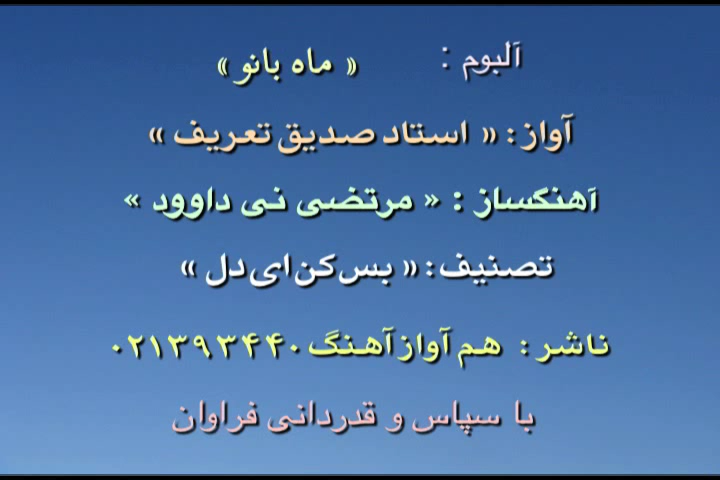 آلبوم : « ماه بانو »
آواز : « استاد صدیق تعریف »
آهنگساز : « مرتضی نی داوود »
تصنیف : « بس کن ای دل »
ناشر : هم آواز آهنگ ۰۲۱۳۹۳۴۴۰
با سپاس و قدردانی فراوان